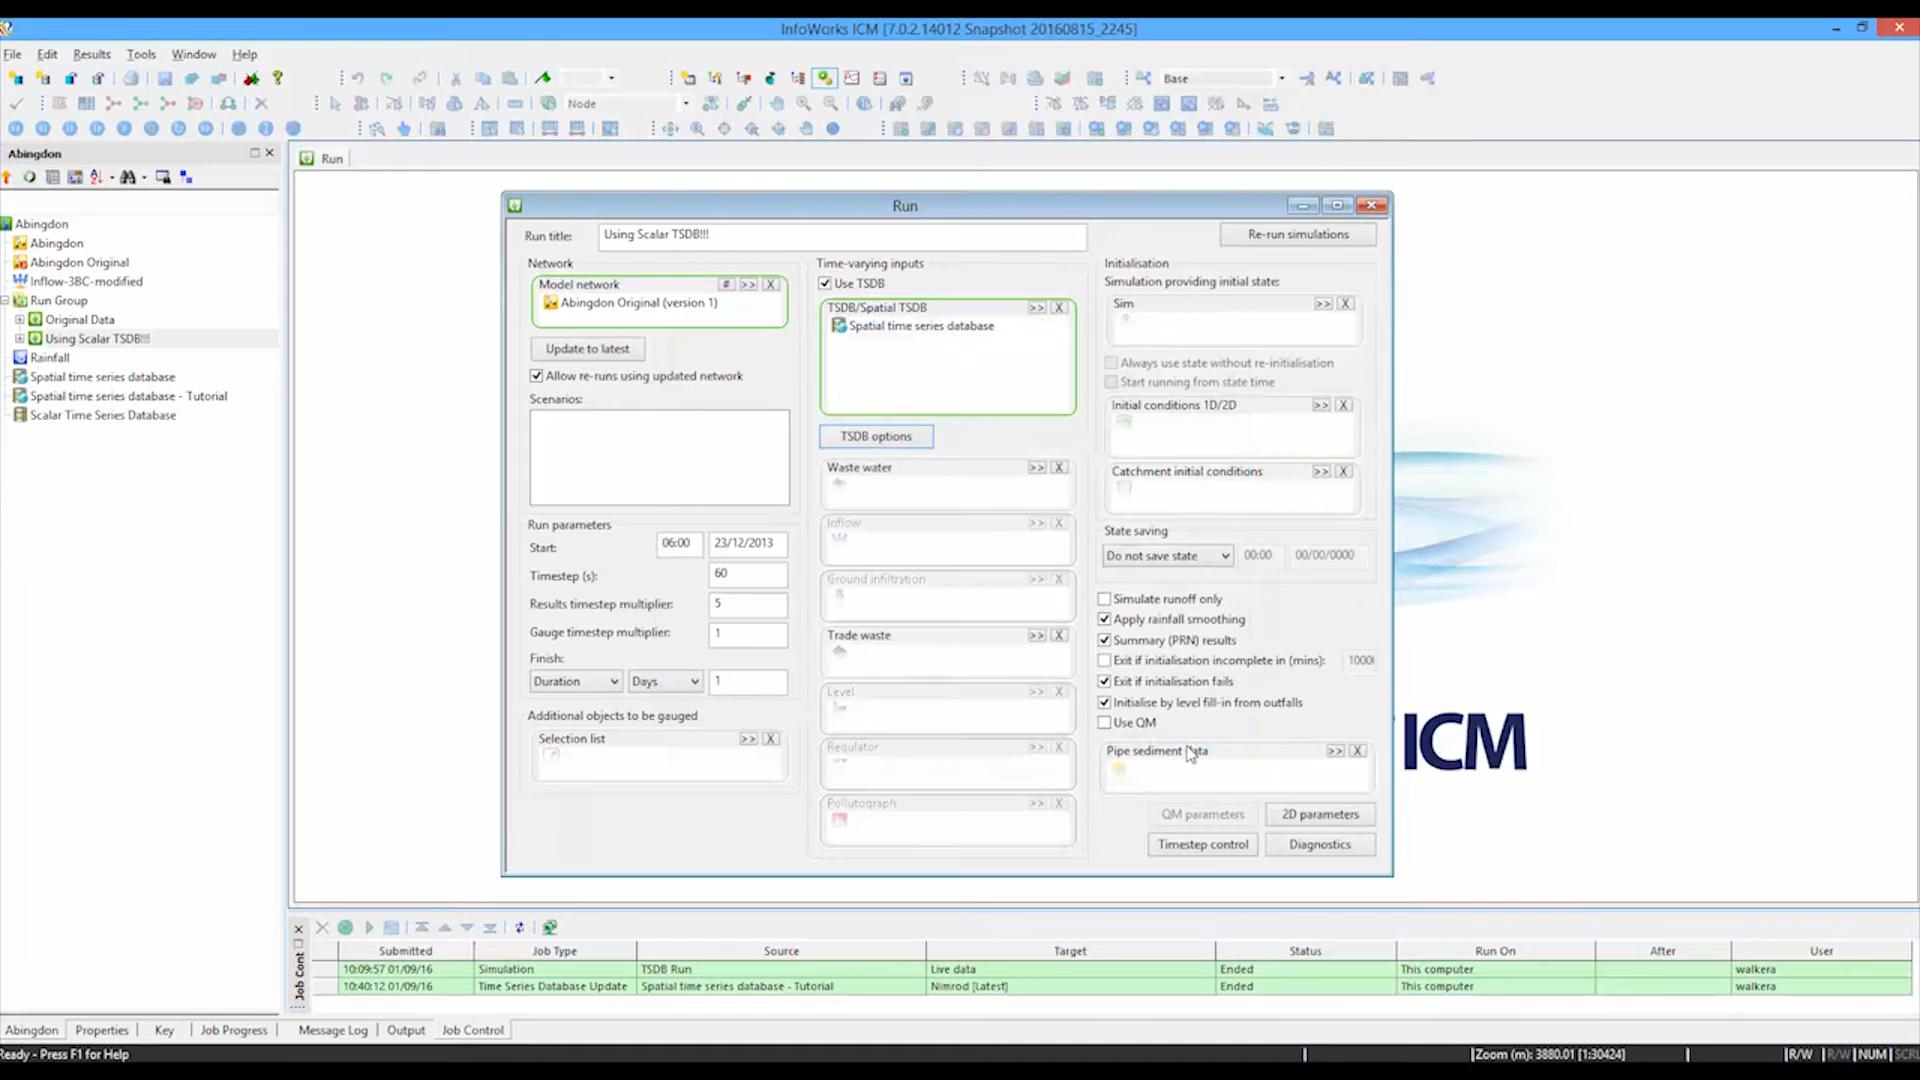 InfoWorks ICM [7.0.2.14012 Snapshot 20160815_2245]
File Edit Results Tools Window Help
Base
Node
Abingdon
Run
Abingdon
Abingdon
Abingdon Original
Inflow-3BC-modified
Run Group
Original Data
Using Scalar TSDB!!!
Rainfall
Spatial time series database
Spatial time series database - Tutorial
Scalar Time Series Database
Run
Run title: Using Scalar TSDB!!! Re-run simulations
Network
Model network # >> X
Abingdon Original (version 1)
Update to latest
Allow re-runs using updated network
Scenarios:
Run parameters
Start: 06:00 23/12/2013
Timestep (s): 60
Results timestep multiplier: 5
Gauge timestep multiplier: 1
Finish:
Duration Days 1
Additional objects to be gauged
Selection list >> X
Time-varying inputs
Use TSDB
TSDB/Spatial TSDB >> X
Spatial time series database
TSDB options
Waste water >> X
Inflow >> X
Ground infiltration >> X
Trade waste >> X
Level >> X
Regulator >> X
Pollutograph >> X
Initialisation
Simulation providing initial state:
Sim >> X
Always use state without re-initialisation
Start running from state time
Initial conditions 1D/2D >> X
Catchment initial conditions >> X
State saving
Do not save state 00:00 00/00/0000
Simulate runoff only
Apply rainfall smoothing
Summary (PRN) results
Exit if initialisation incomplete in (mins):
Exit if initialisation fails
Initialise by level fill-in from outfalls
Use QM
Pipe sediment data >> X
QM parameters 2D parameters
Timestep control Diagnostics
ICM
Job Cont
Submitted Job Type Source Target Status Run On After User
10:09:57 01/09/16 Simulation TSDB Run Live data Ended This computer walkera
10:40:12 01/09/16 Time Series Database Update Spatial time series database - Tutorial Nimrod [Latest] Ended This computer walkera
Abingdon Properties Key Job Progress Message Log Output Job Control
Ready - Press F1 for Help Zoom (m): 3880.01 [1:30424] R/W R/W NUM SCRL